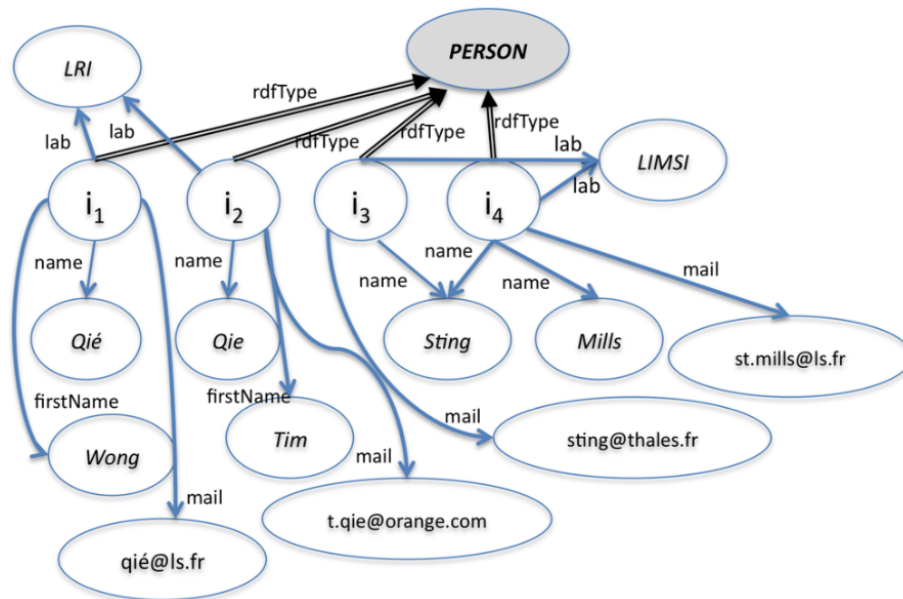 PERSON
LRI
rdfType
rdfType
rdfType
rdfType
lab
lab
lab
lab
LIMSI
i1
i2
i3
i4
name
name
name
name
name
mail
Qié
Qie
Sting
Mills
st.mills@ls.fr
firstName
firstName
mail
Wong
Tim
sting@thales.fr
mail
mail
t.qie@orange.com
qié@ls.fr